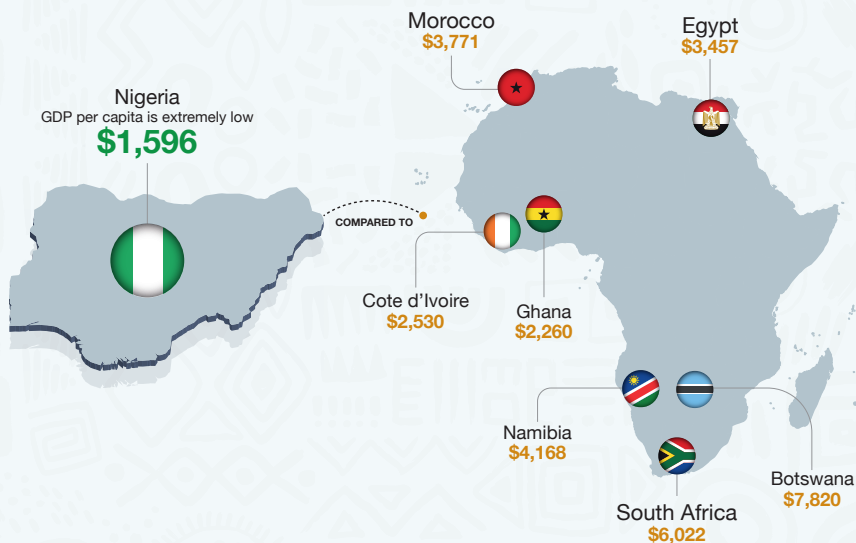 Nigeria
GDP per capita is extremely low
$1,596
COMPARED TO
Morocco
$3,771
Egypt
$3,457
Cote d’Ivoire
$2,530
Ghana
$2,260
Namibia
$4,168
Botswana
$7,820
South Africa
$6,022